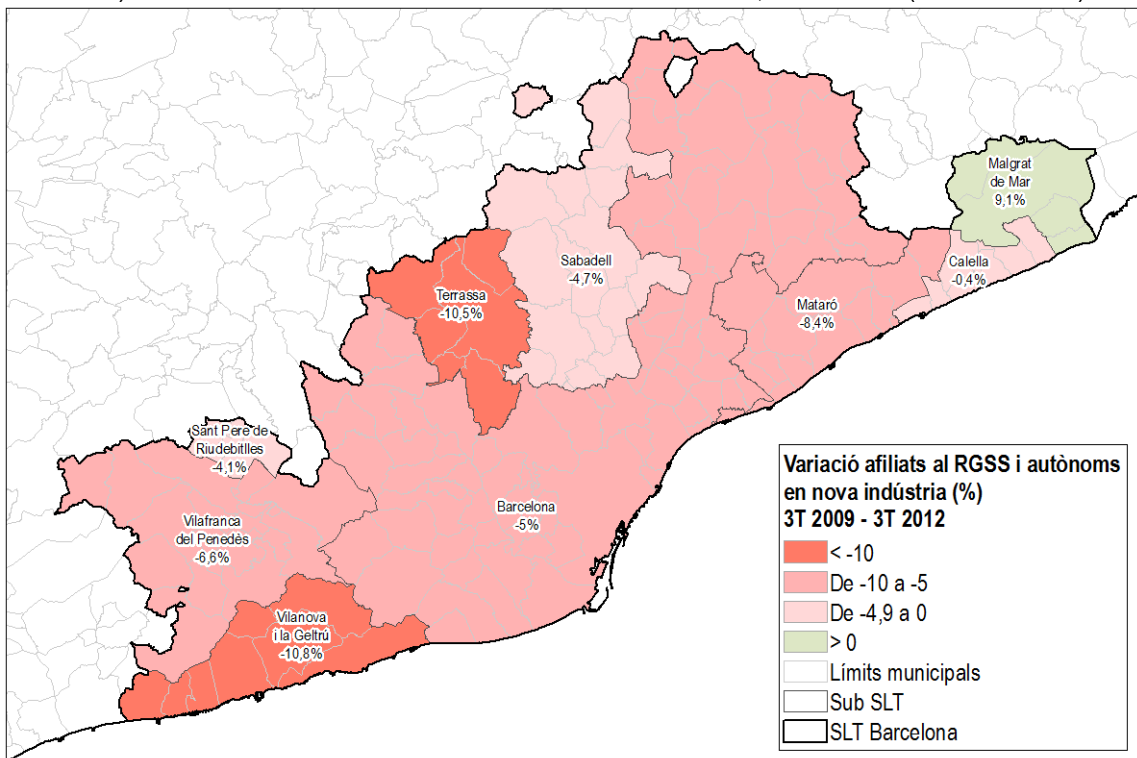 Malgrat
de Mar
9,1%
Sabadell
-4,7%
Calella
-0,4%
Terrassa
-10,5%
Mataró
-8,4%
Sant Pere de
Riudebitlles
-4,1%
Barcelona
-5%
Vilafranca
del Penedès
-6,6%
Vilanova
i la Geltrú
-10,8%
Variació afiliats al RGSS i autònoms
en nova indústria (%)
3T 2009 - 3T 2012
< -10
De -10 a -5
De -4,9 a 0
> 0
Límits municipals
Sub SLT
SLT Barcelona